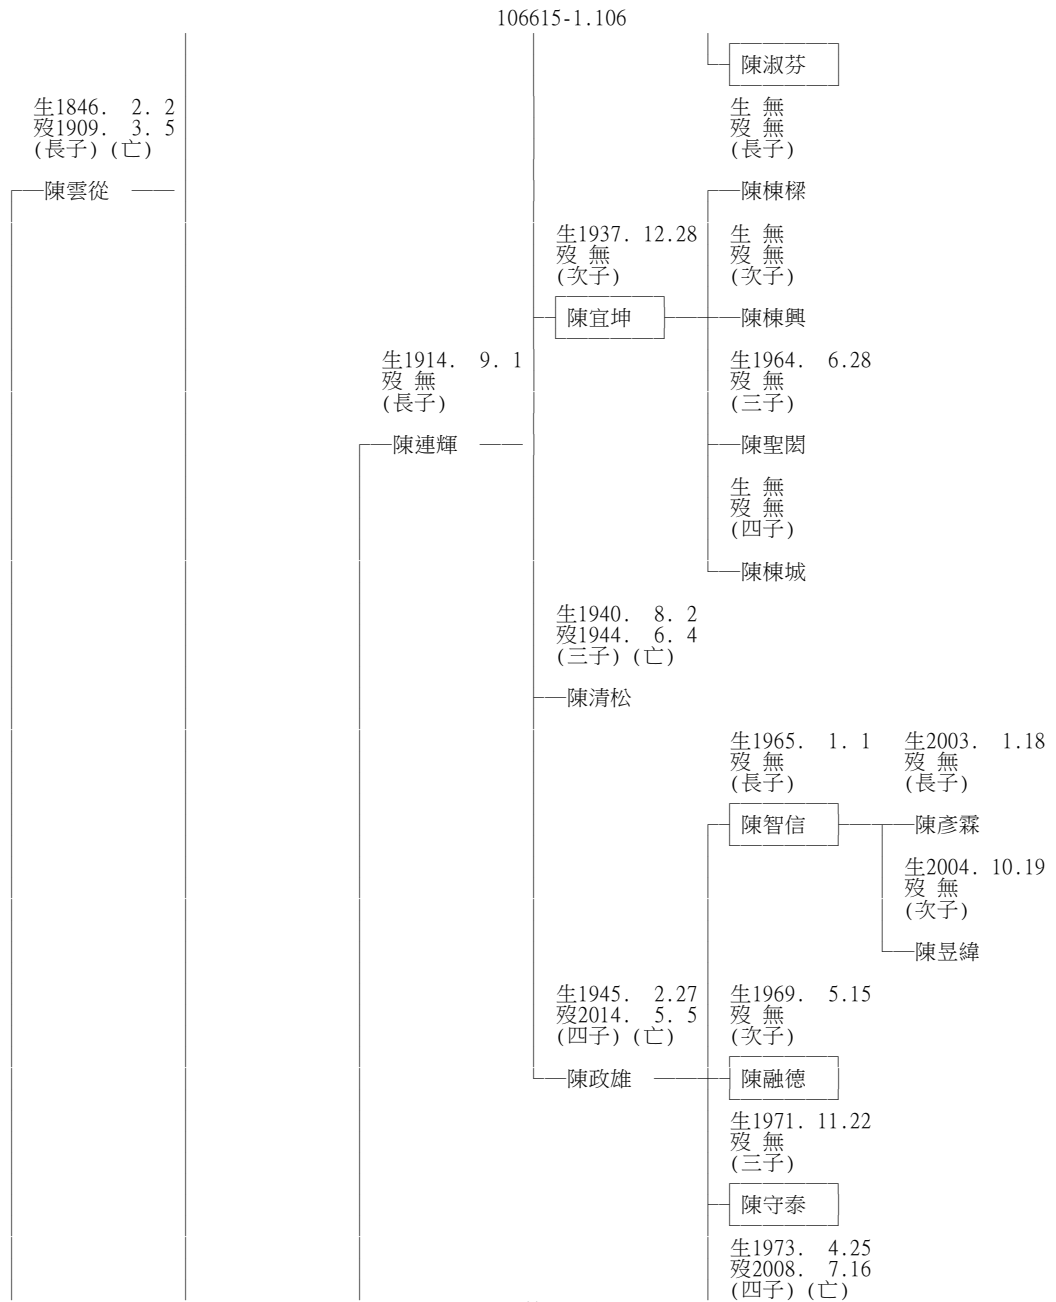 106615-1.106
陳淑芬
生1846. 2. 2
歿1909. 3. 5
(長子)(亡)
生 無
歿 無
(長子)
陳雲從
陳棟樑
生1937. 12.28
歿 無
(次子)
生 無
歿 無
(次子)
陳宜坤
陳棟興
生1914. 9. 1
歿 無
(長子)
生1964. 6.28
歿 無
(三子)
陳連輝
陳聖閎
生 無
歿 無
(四子)
陳棟城
生1940. 8. 2
歿1944. 6. 4
(三子)(亡)
陳清松
生1965. 1. 1
歿 無
(長子)
生2003. 1.18
歿 無
(長子)
陳智信
陳彥霖
生2004. 10.19
歿 無
(次子)
陳昱緯
生1945. 2.27
歿2014. 5. 5
(四子)(亡)
生1969. 5.15
歿 無
(次子)
陳政雄
陳融德
生1971. 11.22
歿 無
(三子)
陳守泰
生1973. 4.25
歿2008. 7.16
(四子)(亡)